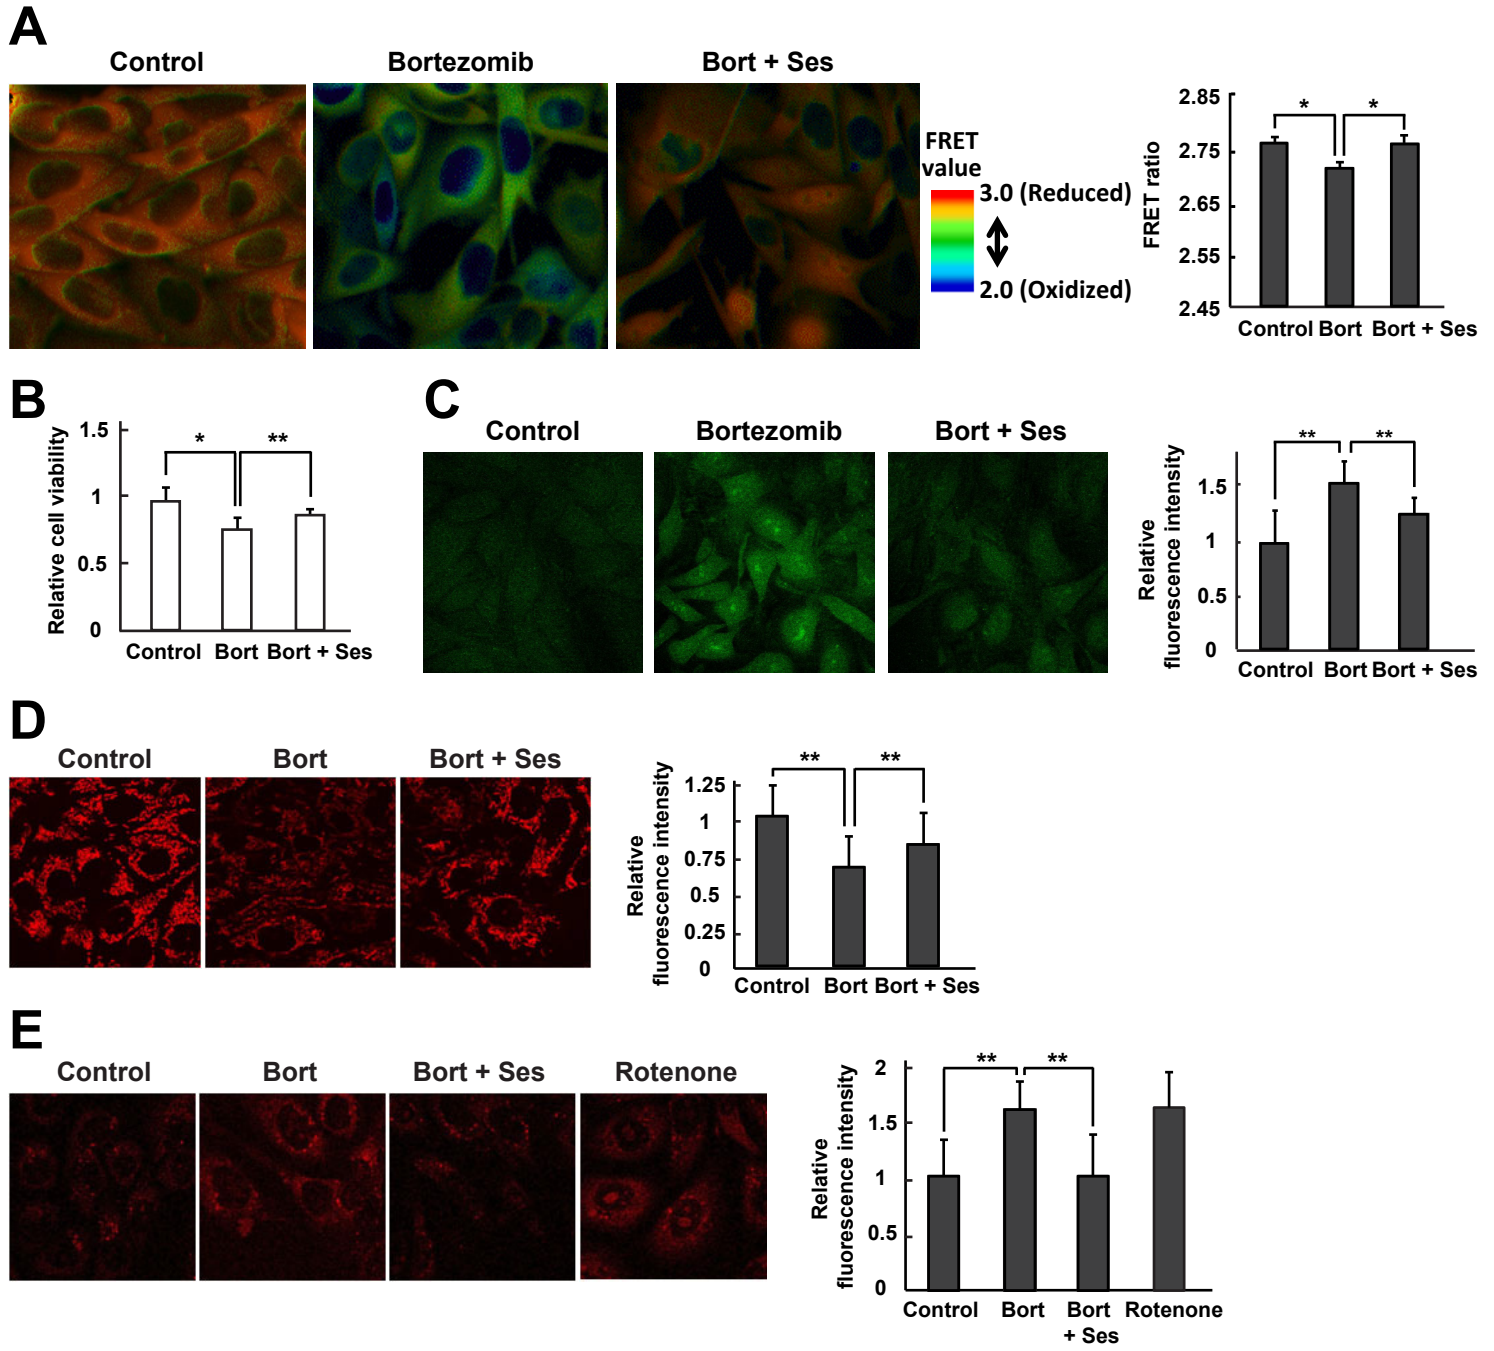 A
Control
Bortezomib
Bort + Ses
FRET
value
3.0 (Reduced)
2.0 (Oxidized)
FRET ratio
2.85
2.75
2.65
2.55
2.45
*
*
Control Bort Bort + Ses
B
Relative cell viability
1.5
1
0.5
0
*
**
Control Bort Bort + Ses
C
Control
Bortezomib
Bort + Ses
Relative
fluorescence intensity
1.5
1
0.5
0
**
**
Control Bort Bort + Ses
D
Control
Bort
Bort + Ses
Relative
fluorescence intensity
1.25
1
0.75
0.5
0.25
0
**
**
Control Bort Bort + Ses
E
Control
Bort
Bort + Ses
Rotenone
Relative
fluorescence intensity
2
1.5
1
0.5
0
**
**
Control Bort Bort Rotenone
+ Ses